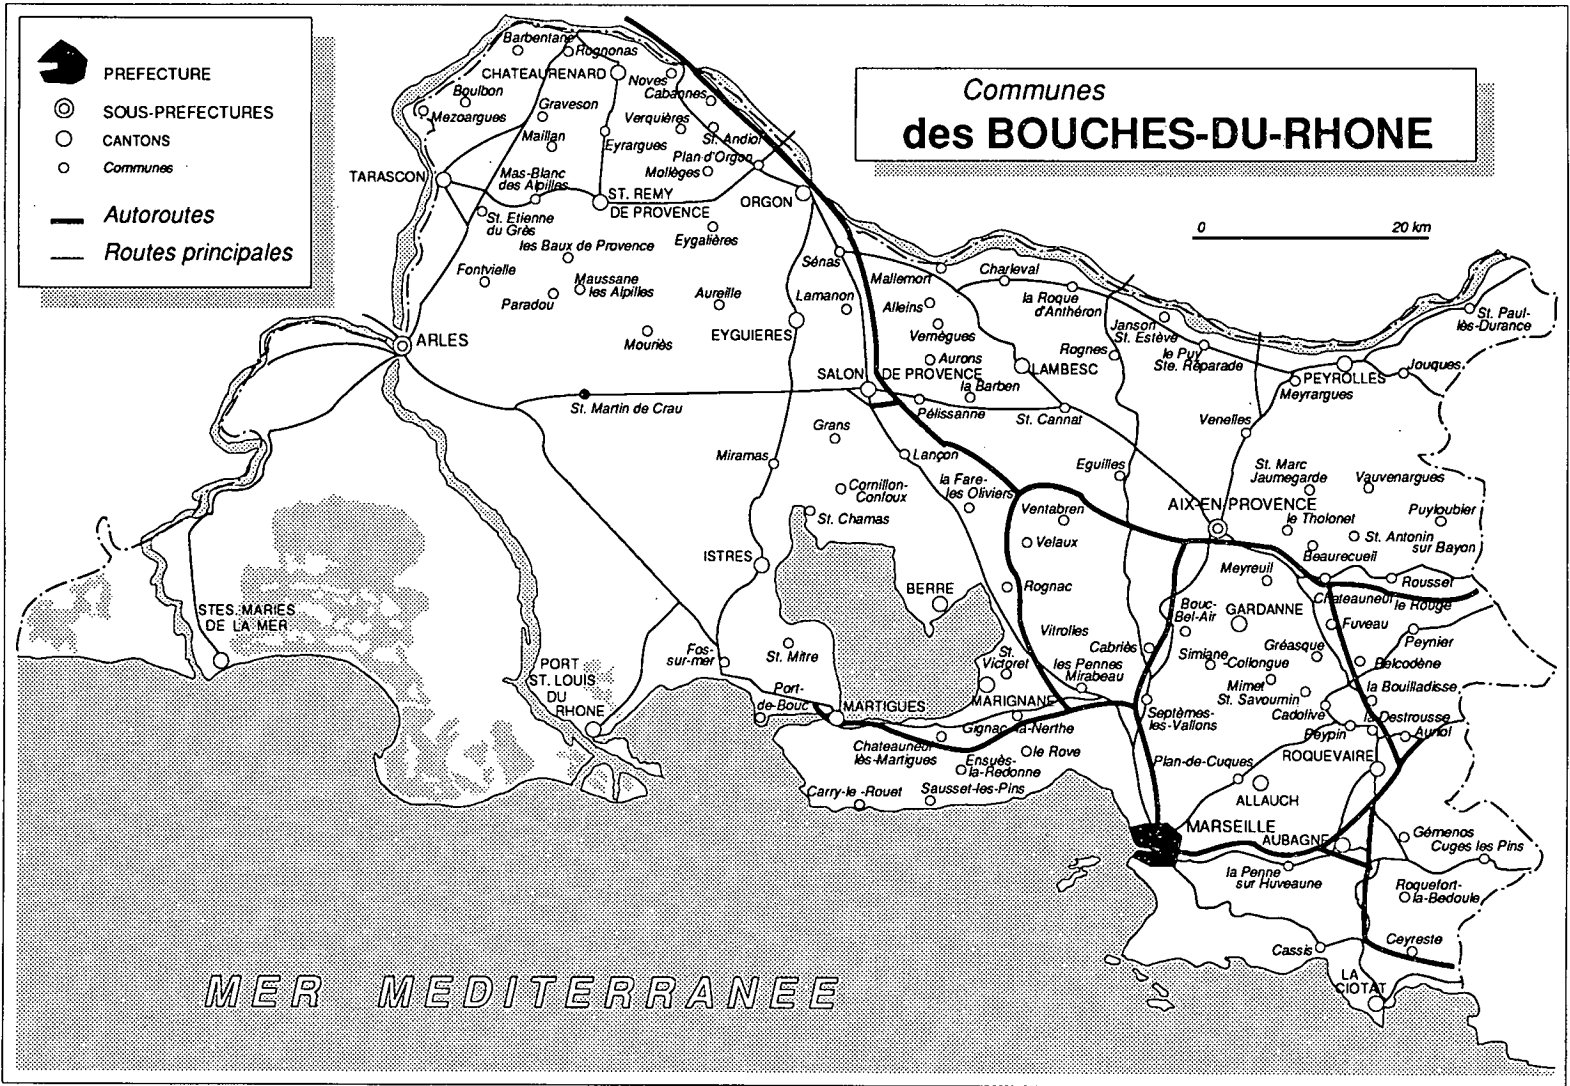 PREFECTURE
SOUS-PREFECTURES
CANTONS
Communes
Autoroutes
Routes principales
Communes
des BOUCHES-DU-RHONE
0 20 km
Barbentane
Rognonas
CHATEAURENARD
Noves
Cabannes
Boulbon
Mezoargues
Graveson
Verquières
Maillan
St. Andiol
Eyrargues
Plan d'Orgon
Mollèges
TARASCON
Mas-Blanc
des Alpilles
ST. REMY
DE PROVENCE
ORGON
St. Etienne
du Grès
les Baux de Provence
Eygalières
Fontvielle
Maussane
les Alpilles
Paradou
Aureille
Mouriès
Sénas
Mallemort
Charleval
Lamanon
Alleins
la Roque
d'Anthéron
Vernègues
Janson
St. Estève
St. Paul-
lès-Durance
ARLES
EYGUIERES
Aurons
Rognes
le Puy
Ste. Réparade
SALON DE PROVENCE
la Barben
LAMBESC
PEYROLLES
Jouques
Meyrargues
St. Martin de Crau
Pélissanne
St. Cannat
Venelles
Grans
Lançon
Miramas
Eguilles
St. Marc
Jaumegarde
Vauvenargues
Cornillon-
Confoux
la Fare-
les Oliviers
St. Chamas
Ventabren
AIX-EN-PROVENCE
le Tholonet
Puyloubier
St. Antonin
sur Bayon
Velaux
Beaurecueil
ISTRES
Meyreuil
Rousset
BERRE
Rognac
Chateauneuf
le Rouge
Bouc-
Bel-Air
GARDANNE
Fuveau
STES. MARIES
DE LA MER
Vitrolles
Peynier
Cabriès
Simiane
-Collongue
Gréasque
Belcodène
Fos-
sur-mer
St. Mitre
St.
Victoret
les Pennes
Mirabeau
Mimet
St. Savournin
la Bouilladisse
PORT
ST. LOUIS
DU
RHONE
Port-
de-Bouc
MARTIGUES
MARIGNANE
Septèmes-
les-Vallons
Cadolive
la Destrousse
Peypin
Auriol
Gignac-la-Nerthe
Chateauneuf
lès-Martigues
le Rove
Ensuès-
la-Redonne
Plan-de-Cuques
ROQUEVAIRE
Carry-le -Rouet
Sausset-les-Pins
ALLAUCH
MARSEILLE
AUBAGNE
Gémenos
Cuges les Pins
la Penne
sur Huveaune
Roquefort-
la-Bedoule
Cassis
Ceyreste
LA
CIOTAT
MER MEDITERRANEE